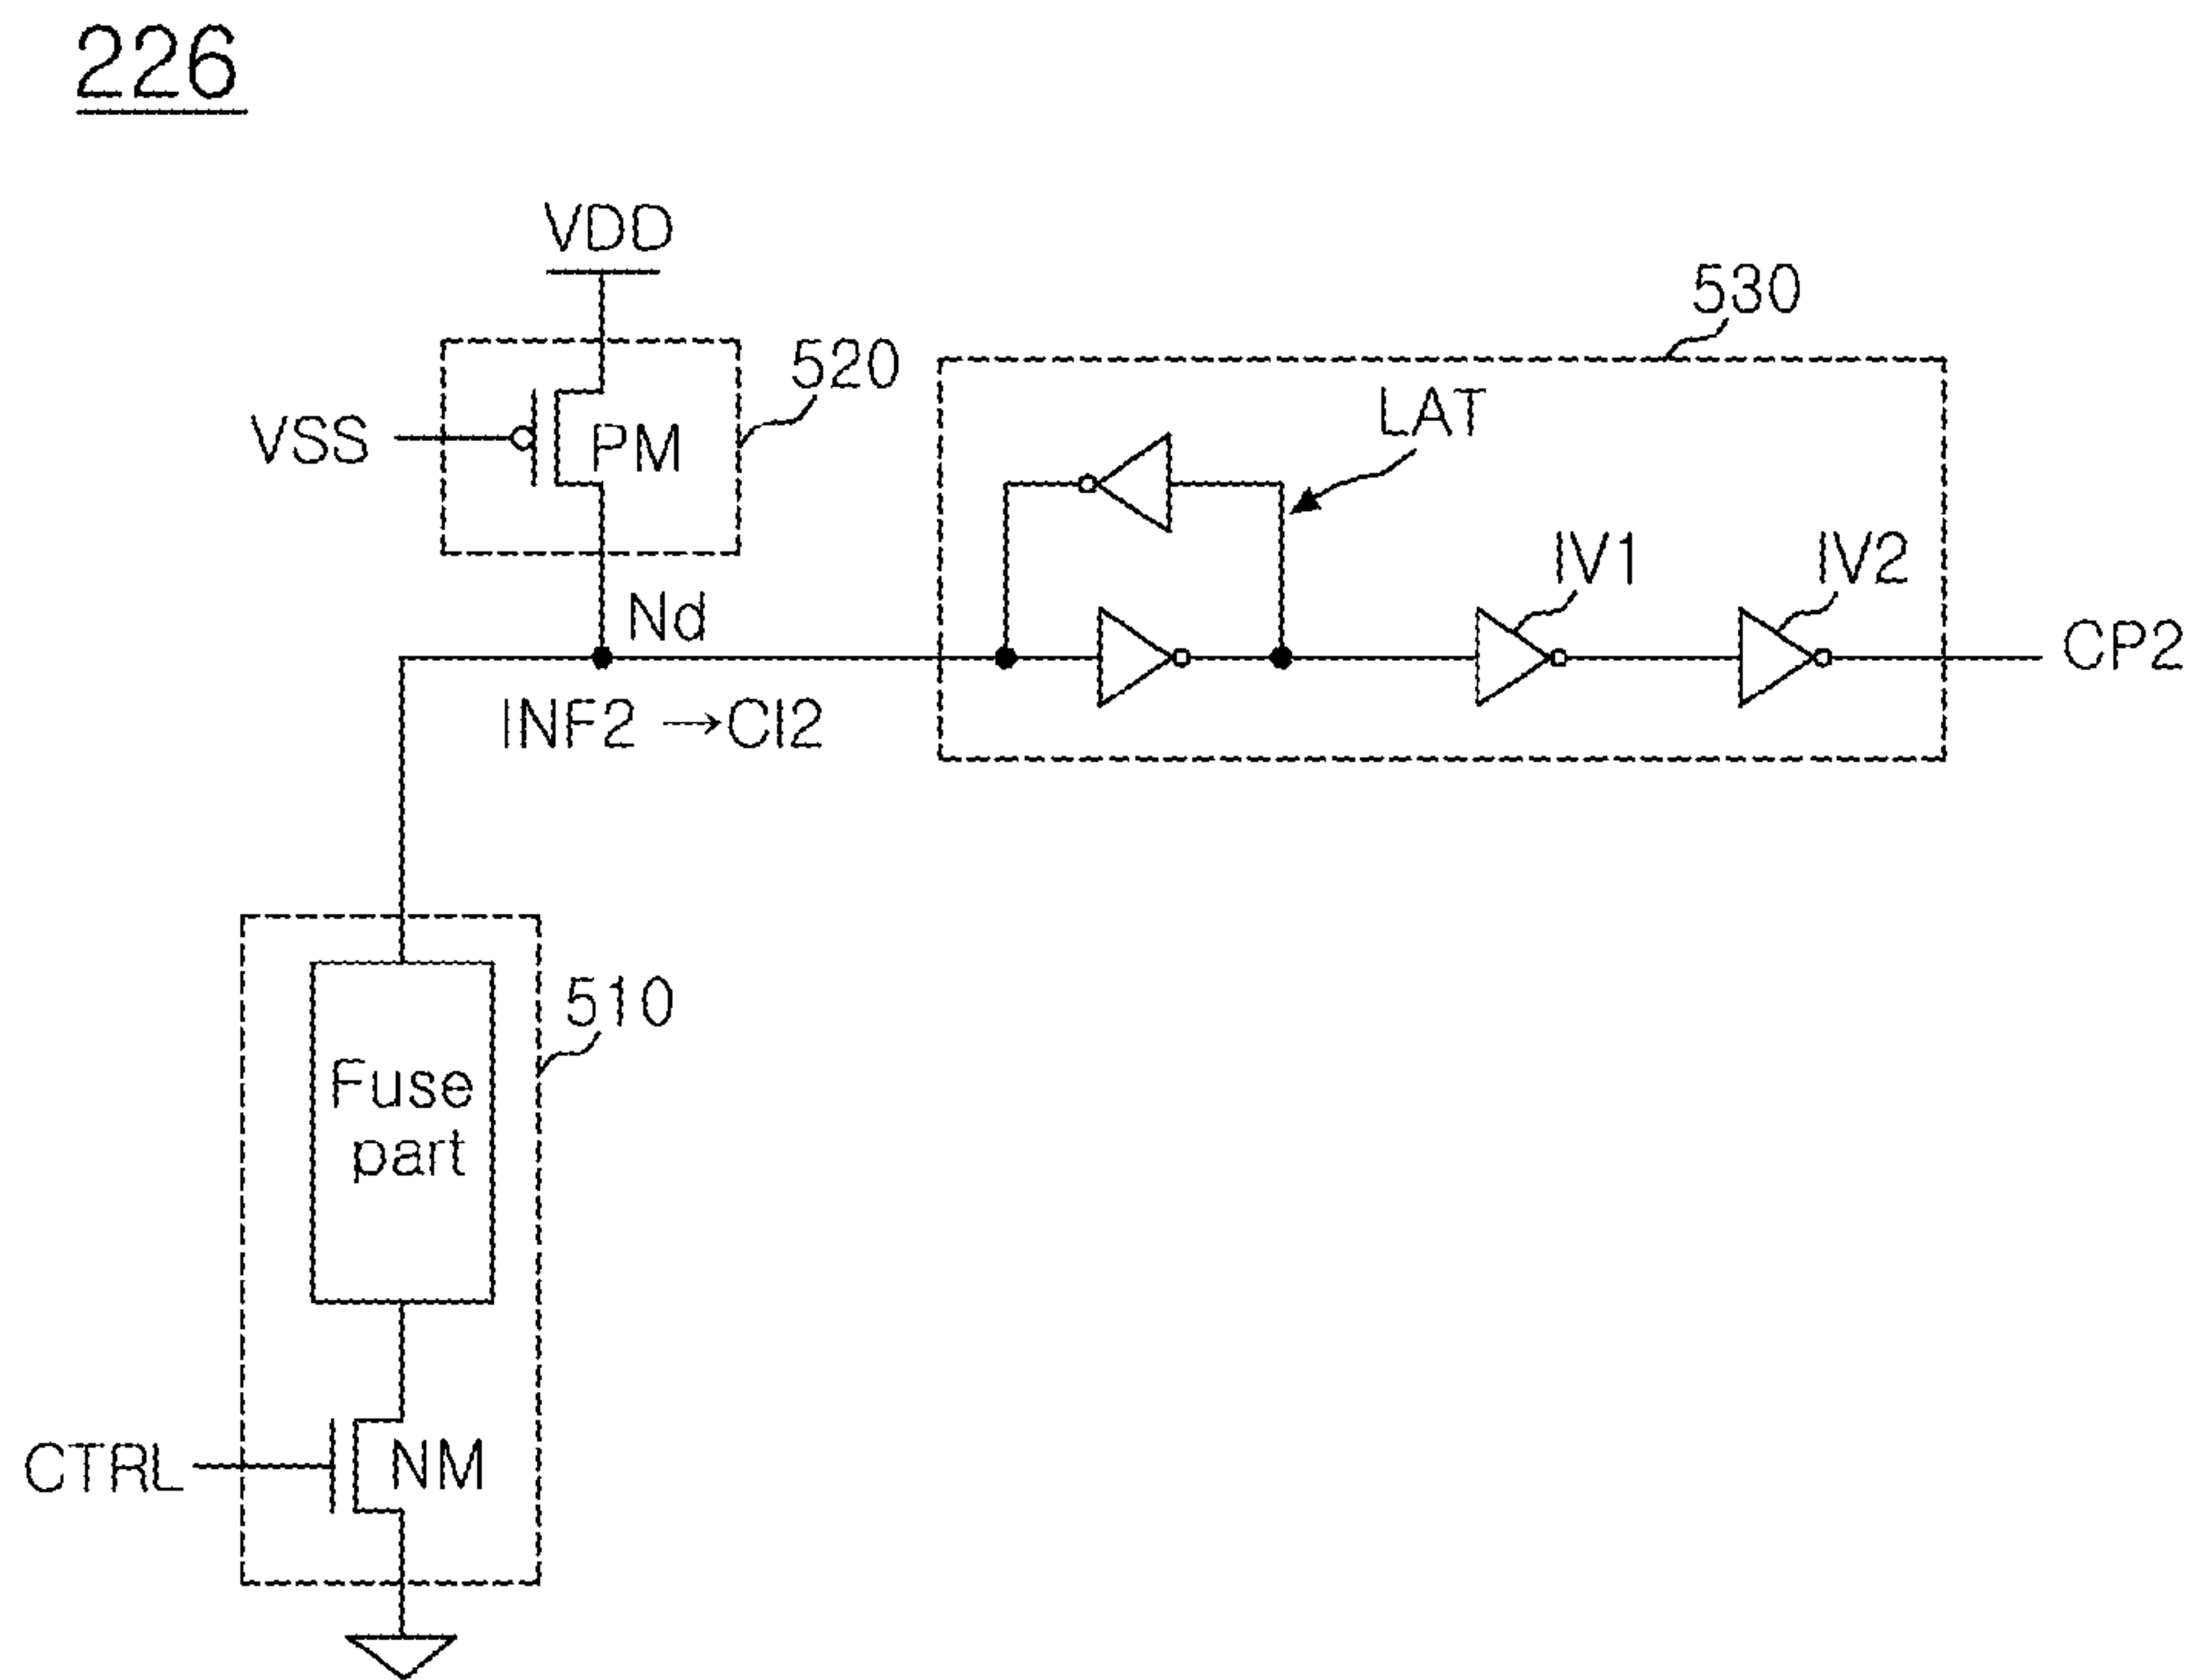 226
VDD
530
520
LAT
VSS
PM
IV1
IV2
Nd
CP2
INF2 →CI2
510
Fuse
part
CTRL
NM